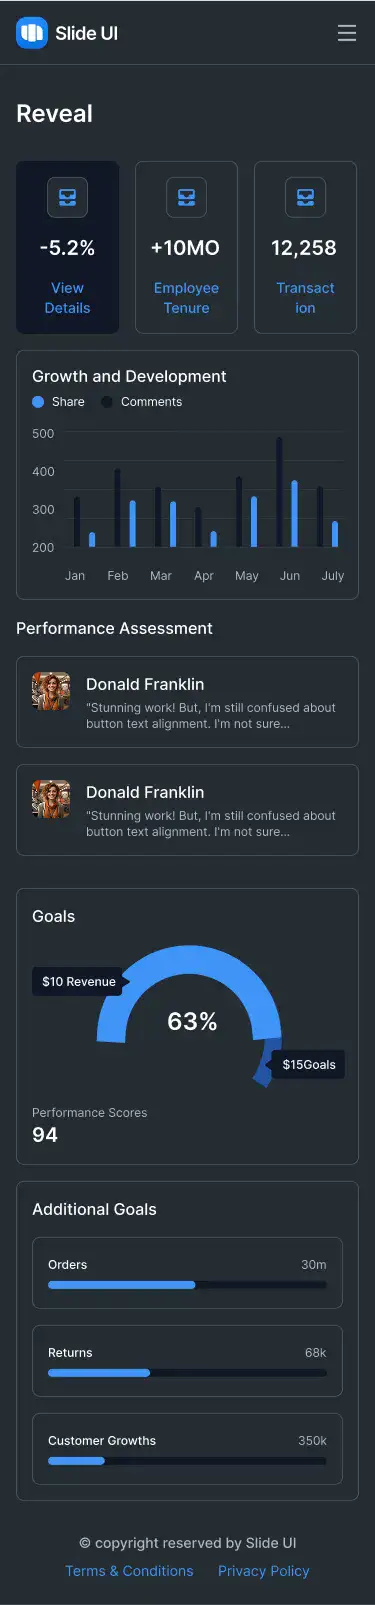 Slide UI
Reveal
-5.2%
View
Details
+10MO
Employee
Tenure
12,258
Transact
ion
Growth and Development
Share
Comments
500
400
300
200
Jan
Feb
Mar
Apr
May
Jun
July
Performance Assessment
Donald Franklin
"Stunning work! But, I'm still confused about
button text alignment. I'm not sure...
Donald Franklin
"Stunning work! But, I'm still confused about
button text alignment. I'm not sure...
Goals
$10 Revenue
63%
$15Goals
Performance Scores
94
Additional Goals
Orders
30m
Returns
68k
Customer Growths
350k
© copyright reserved by Slide UI
Terms & Conditions
Privacy Policy